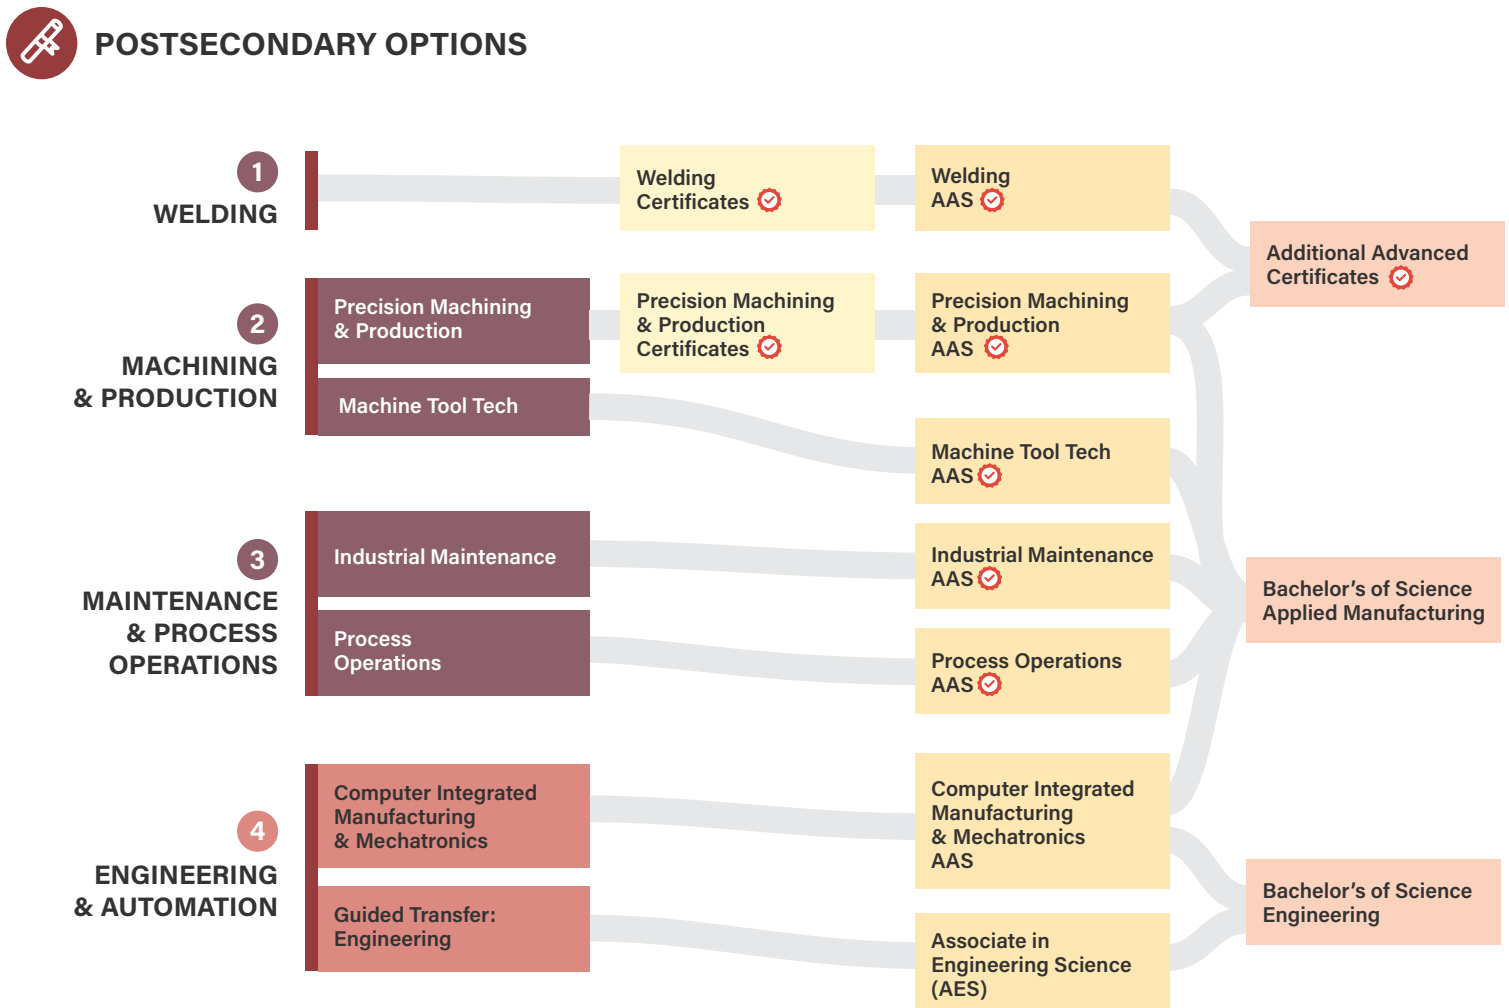 POSTSECONDARY OPTIONS
1
WELDING
Welding
Certificates
Welding
AAS
Additional Advanced
Certificates
2
MACHINING
& PRODUCTION
Precision Machining
& Production
Precision Machining
& Production
Certificates
Precision Machining
& Production
AAS
Machine Tool Tech
Machine Tool Tech
AAS
3
MAINTENANCE
& PROCESS
OPERATIONS
Industrial Maintenance
Industrial Maintenance
AAS
Bachelor’s of Science
Applied Manufacturing
Process
Operations
Process Operations
AAS
4
ENGINEERING
& AUTOMATION
Computer Integrated
Manufacturing
& Mechatronics
Computer Integrated
Manufacturing
& Mechatronics
AAS
Bachelor’s of Science
Engineering
Guided Transfer:
Engineering
Associate in
Engineering Science
(AES)